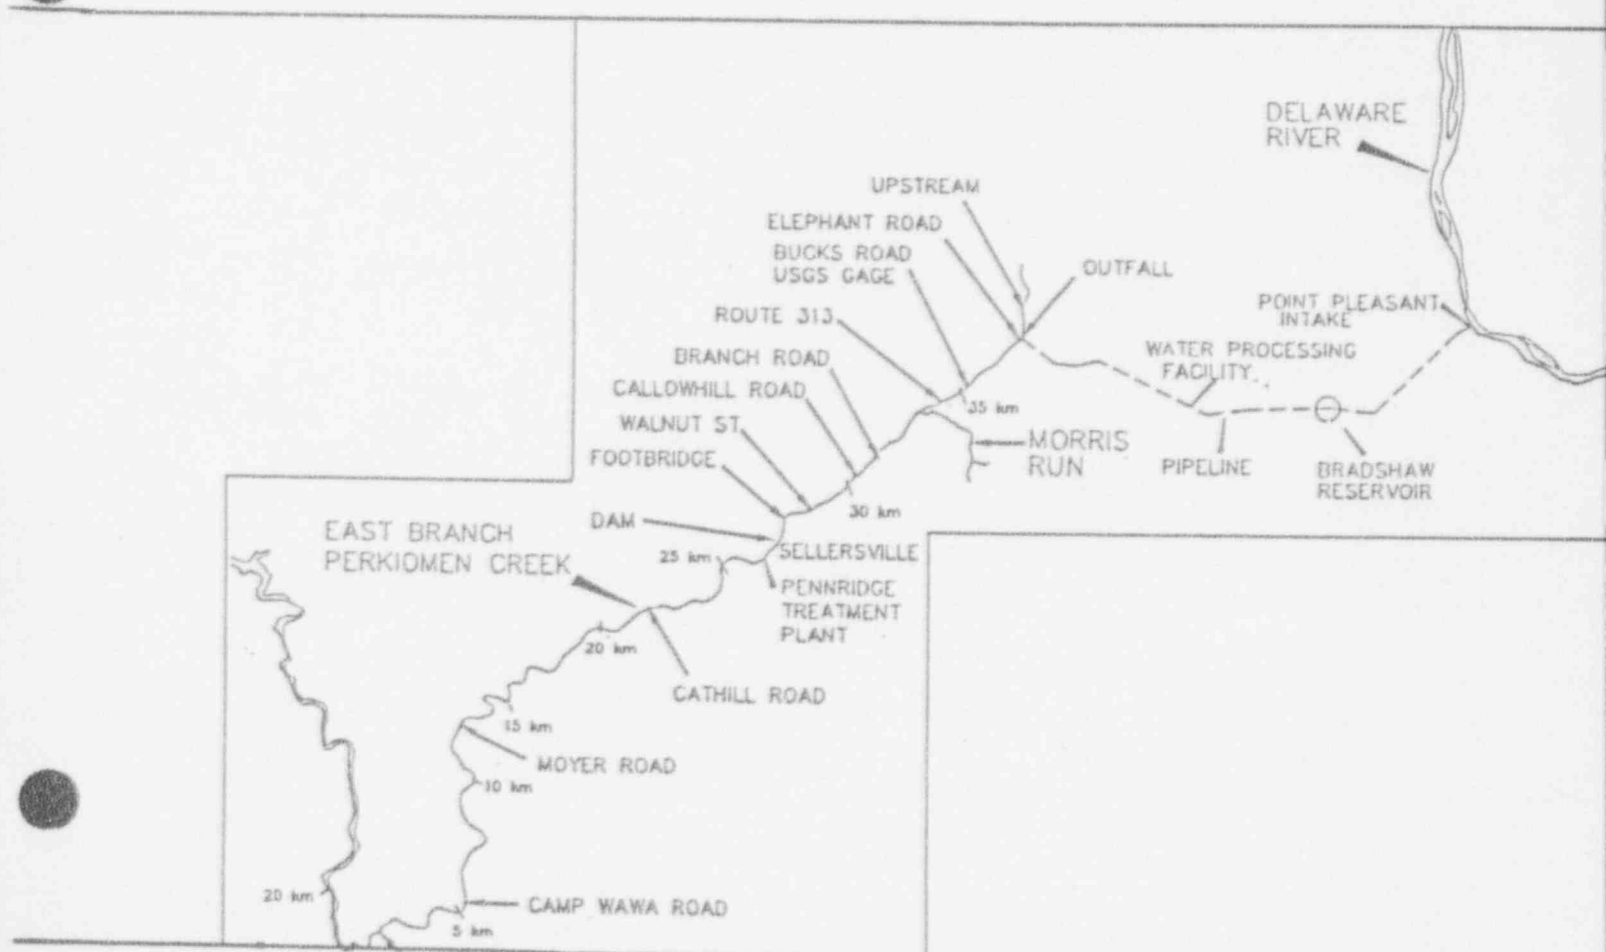 DELAWARE
RIVER
UPSTREAM
ELEPHANT ROAD
BUCKS ROAD
USGS GAGE
OUTFALL
POINT PLEASANT
INTAKE
ROUTE 313
WATER PROCESSING
FACILITY
BRANCH ROAD
CALLOWHILL ROAD
35 km
WALNUT ST
MORRIS
RUN
FOOTBRIDGE
PIPELINE
BRADSHAW
RESERVOIR
30 km
DAM
EAST BRANCH
PERKIOMEN CREEK
25 km
SELLERSVILLE
PENNRIDGE
TREATMENT
PLANT
20 km
CATHILL ROAD
15 km
MOYER ROAD
10 km
20 km
CAMP WAWA ROAD
5 km